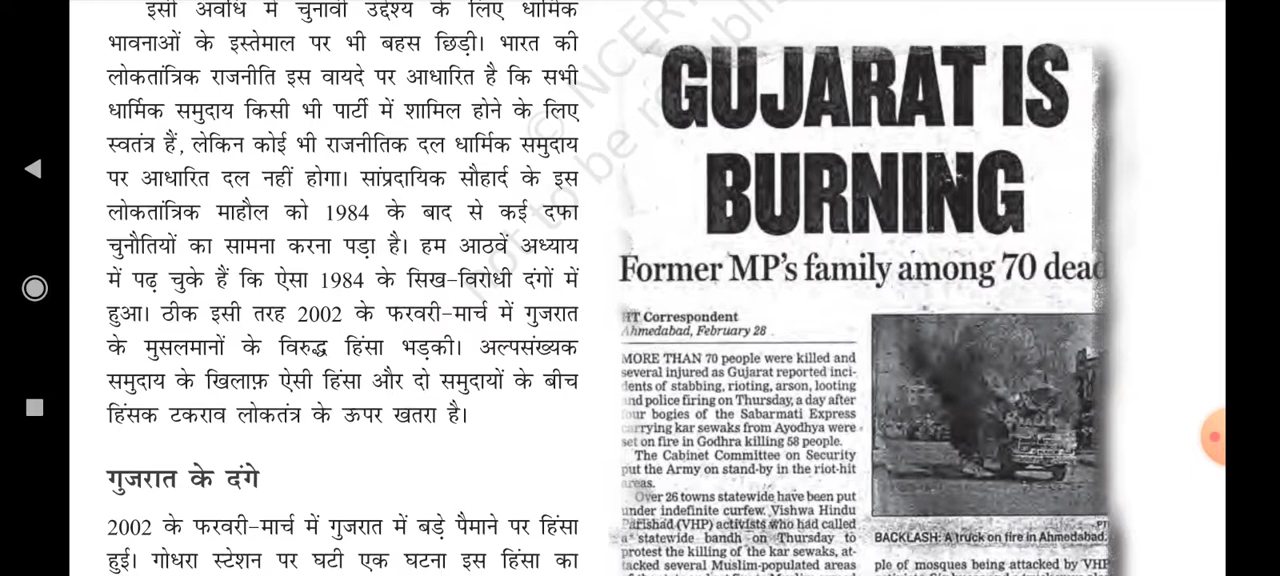 इसी अवधि में चुनावी उद्देश्य के लिए धार्मिक
भावनाओं के इस्तेमाल पर भी बहस छिड़ी। भारत की
लोकतांत्रिक राजनीति इस वायदे पर आधारित है कि सभी
धार्मिक समुदाय किसी भी पार्टी में शामिल होने के लिए
स्वतंत्र हैं, लेकिन कोई भी राजनीतिक दल धार्मिक समुदाय
पर आधारित दल नहीं होगा। सांप्रदायिक सौहार्द के इस
लोकतांत्रिक माहौल को 1984 के बाद से कई दफा
चुनौतियों का सामना करना पड़ा है। हम आठवें अध्याय
में पढ़ चुके हैं कि ऐसा 1984 के सिख-विरोधी दंगों में
हुआ। ठीक इसी तरह 2002 के फरवरी-मार्च में गुजरात
के मुसलमानों के विरुद्ध हिंसा भड़की। अल्पसंख्यक
समुदाय के खिलाफ़ ऐसी हिंसा और दो समुदायों के बीच
हिंसक टकराव लोकतंत्र के ऊपर खतरा है।
गुजरात के दंगे
2002 के फरवरी-मार्च में गुजरात में बड़े पैमाने पर हिंसा
हुई। गोधरा स्टेशन पर घटी एक घटना इस हिंसा का
© NCERT
not to be republi
GUJARAT IS
BURNING
Former MP's family among 70 dead
HT Correspondent
Ahmedabad, February 28
MORE THAN 70 people were killed and
several injured as Gujarat reported inci-
dents of stabbing, rioting, arson, looting
and police firing on Thursday, a day after
four bogies of the Sabarmati Express
carrying kar sewaks from Ayodhya were
set on fire in Godhra killing 58 people.
The Cabinet Committee on Security
put the Army on stand-by in the riot-hit
areas.
Over 26 towns statewide have been put
under indefinite curfew. Vishwa Hindu
Parishad (VHP) activists who had called
a statewide bandh on Thursday to
protest the killing of the kar sewaks, at-
tacked several Muslim-populated areas
BACKLASH: A truck on fire in Ahmedabad.
ple of mosques being attacked by VHP